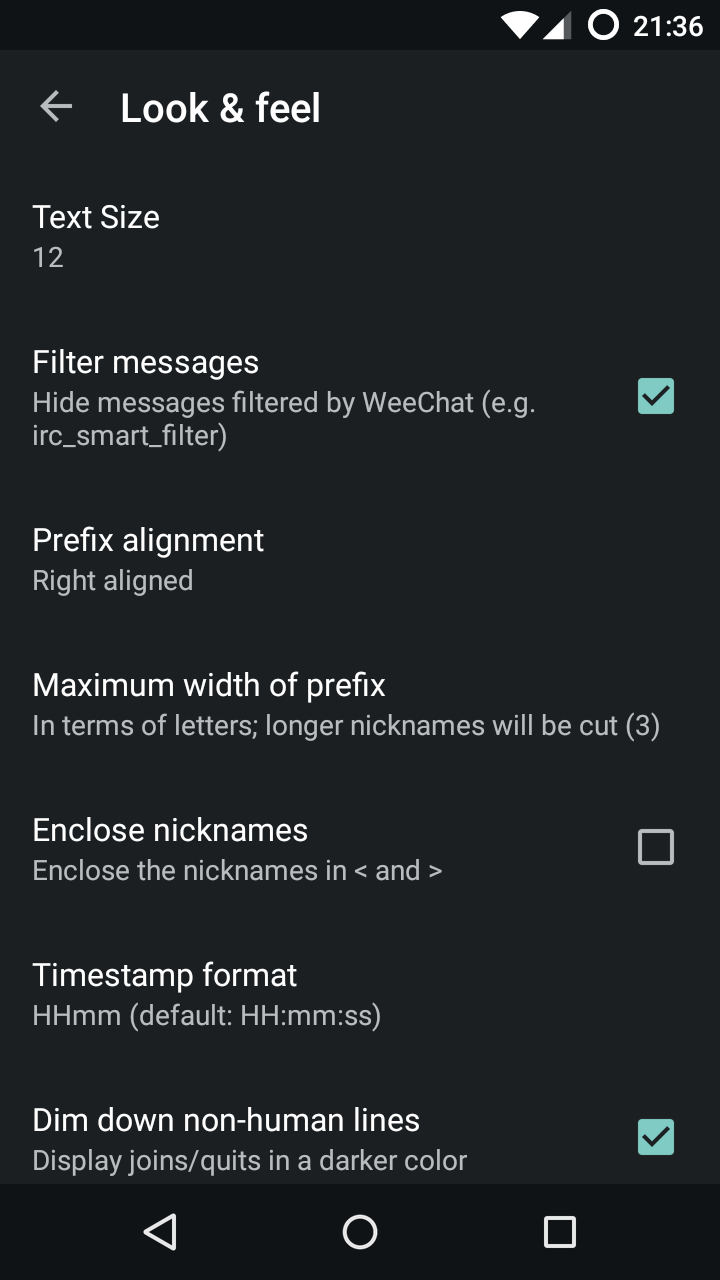 21:36
Look & feel
Text Size
12
Filter messages
Hide messages filtered by WeeChat (e.g.
irc_smart_filter)
Prefix alignment
Right aligned
Maximum width of prefix
In terms of letters; longer nicknames will be cut (3)
Enclose nicknames
Enclose the nicknames in < and >
Timestamp format
HHmm (default: HH:mm:ss)
Dim down non-human lines
Display joins/quits in a darker color